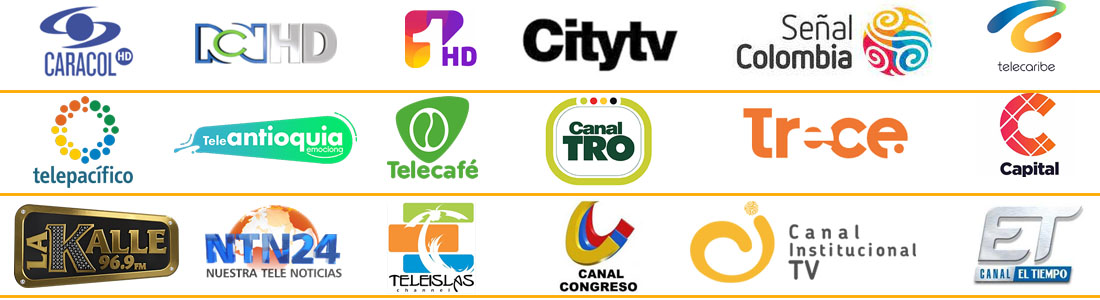 CARACOL HD
RCN HD
1 HD
Citytv
Señal
Colombia
telecaribe
telepacífico
Teleantioquia
emociona
Telecafé
Canal
TRO
Trece
Capital
LA KALLE
96.9 FM
NTN24
NUESTRA TELE NOTICIAS
TELEISLAS
channel
CANAL
CONGRESO
Canal
Institucional
TV
ET
CANAL EL TIEMPO